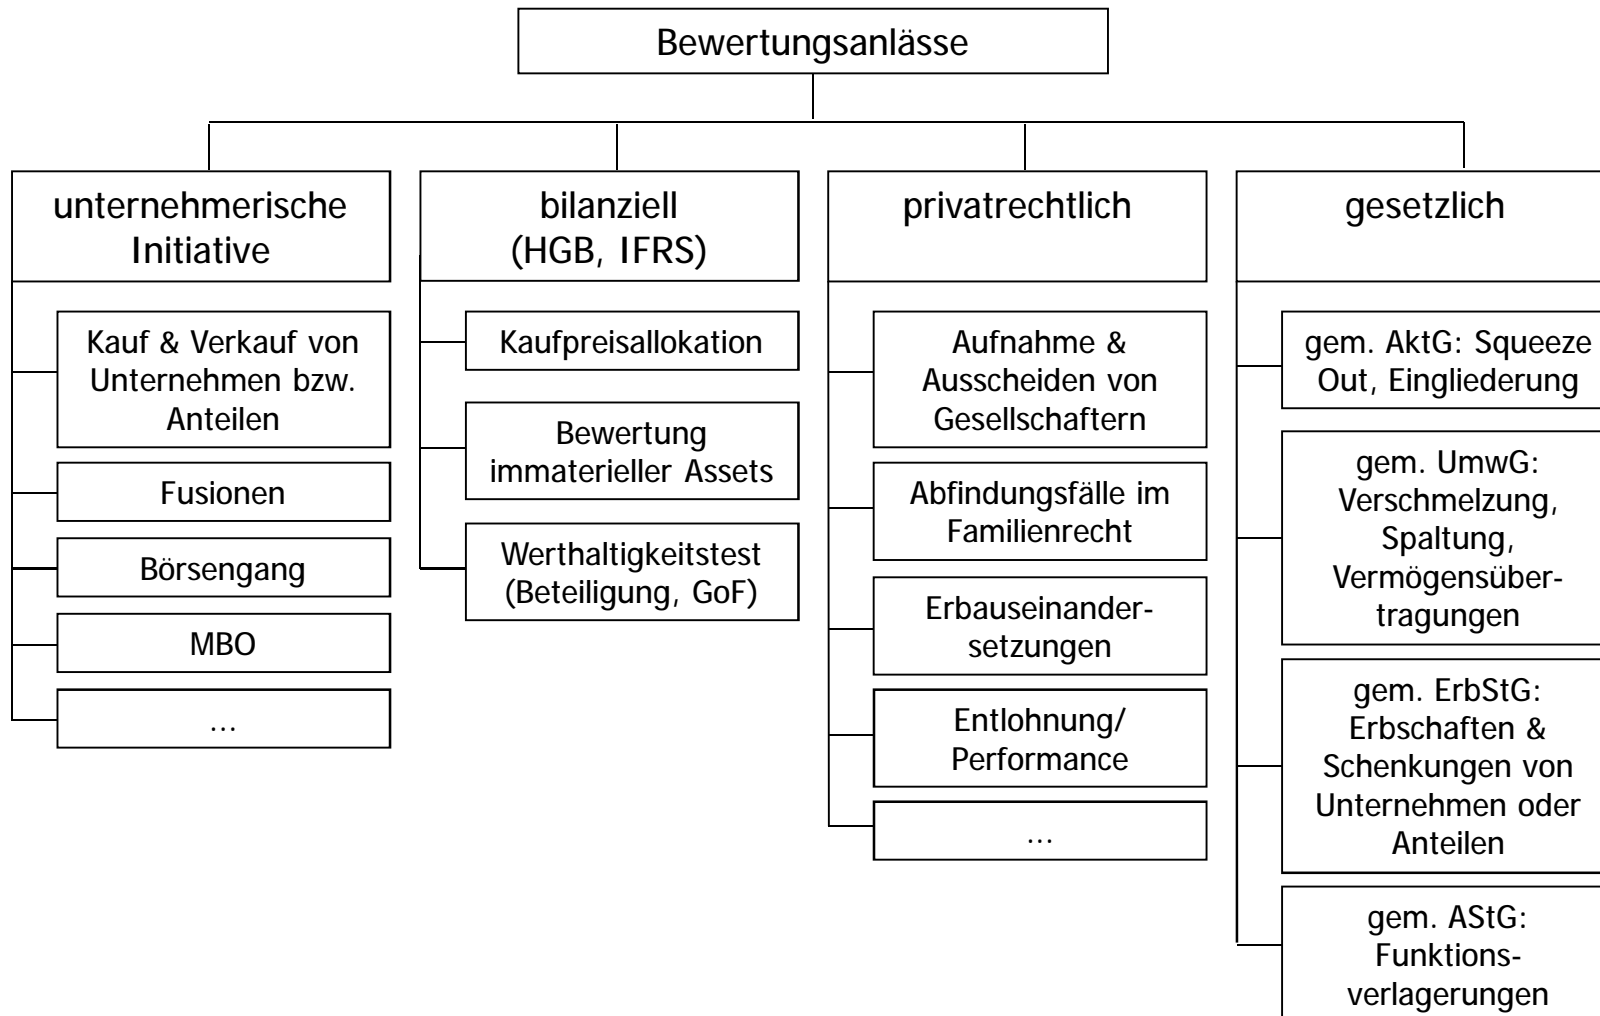 Bewertungsanlässe
unternehmerische
Initiative
Kauf & Verkauf von
Unternehmen bzw.
Anteilen
Fusionen
Börsengang
MBO
...
bilanziell
(HGB, IFRS)
Kaufpreisallokation
Bewertung
immaterieller Assets
Werthaltigkeitstest
(Beteiligung, GoF)
privatrechtlich
Aufnahme &
Ausscheiden von
Gesellschaftern
Abfindungsfälle im
Familienrecht
Erbauseinander-
setzungen
Entlohnung/
Performance
...
gesetzlich
gem. AktG: Squeeze
Out, Eingliederung
gem. UmwG:
Verschmelzung,
Spaltung,
Vermögensüber-
tragungen
gem. ErbStG:
Erbschaften &
Schenkungen von
Unternehmen oder
Anteilen
gem. AStG:
Funktions-
verlagerungen